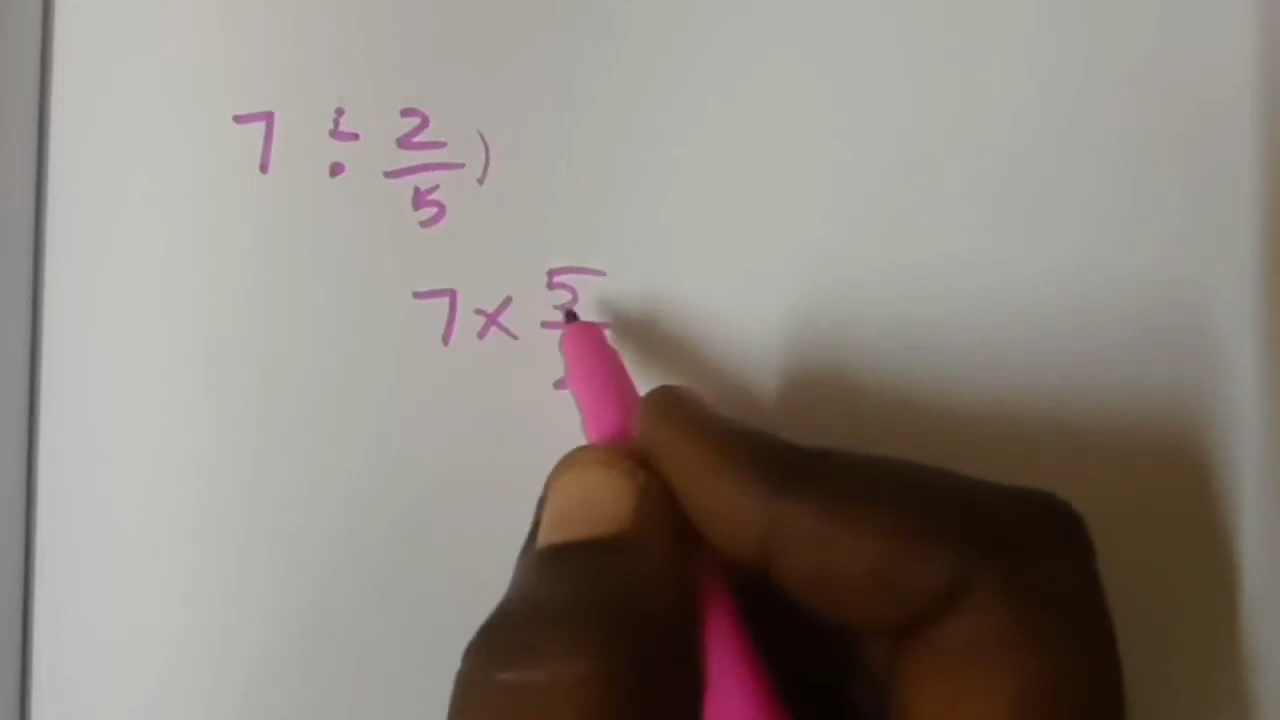 7 ÷ 2/5 )
7 × 5/